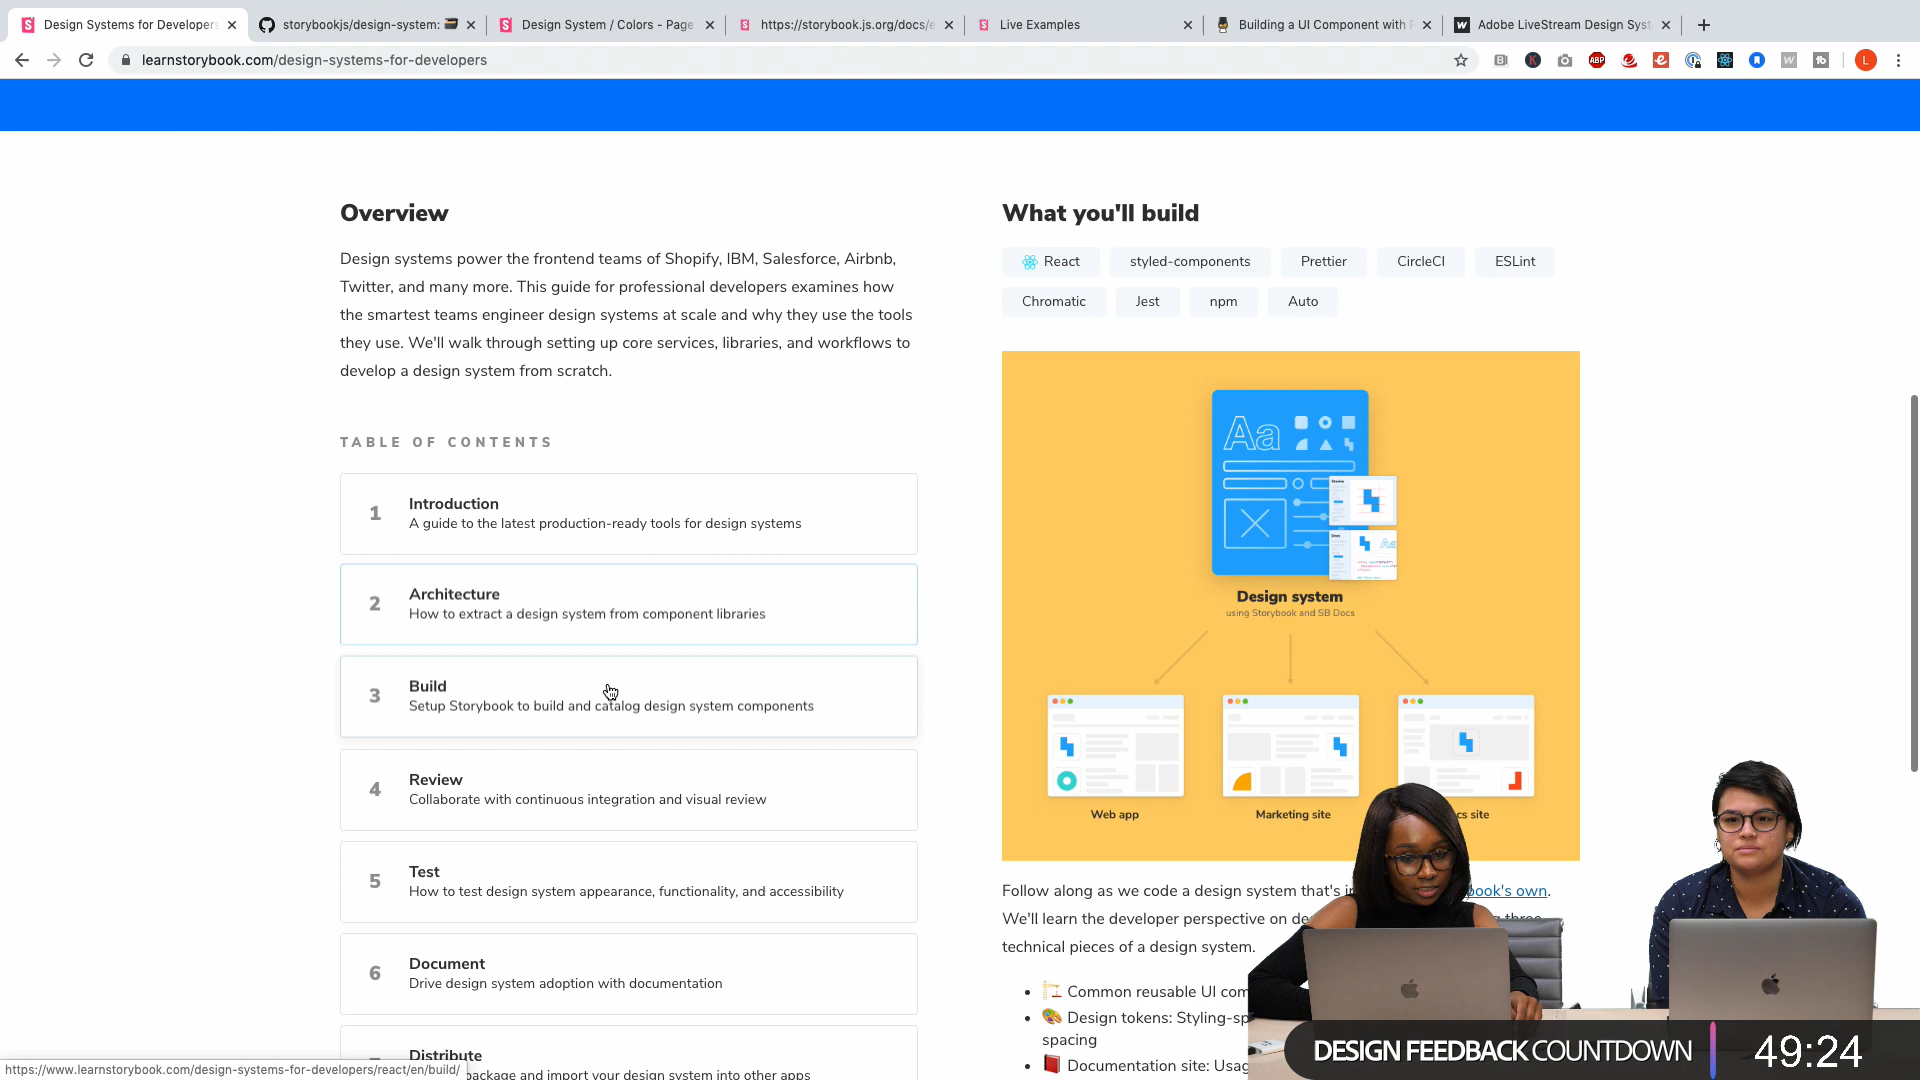 Design Systems for Developers
storybookjs/design-system:
Design System / Colors - Page
https://storybook.js.org/docs/e
Live Examples
Building a UI Component with
Adobe LiveStream Design Syst
learnstorybook.com/design-systems-for-developers
ABP
L
Overview
Design systems power the frontend teams of Shopify, IBM, Salesforce, Airbnb,
Twitter, and many more. This guide for professional developers examines how
the smartest teams engineer design systems at scale and why they use the tools
they use. We'll walk through setting up core services, libraries, and workflows to
develop a design system from scratch.
TABLE OF CONTENTS
1 Introduction
A guide to the latest production-ready tools for design systems
2 Architecture
How to extract a design system from component libraries
3 Build
Setup Storybook to build and catalog design system components
4 Review
Collaborate with continuous integration and visual review
5 Test
How to test design system appearance, functionality, and accessibility
6 Document
Drive design system adoption with documentation
Distribute
package and import your design system into other apps
https://www.learnstorybook.com/design-systems-for-developers/react/en/build/
What you'll build
React styled-components Prettier CircleCI ESLint
Chromatic Jest npm Auto
Aa
Design system
using Storybook and SB Docs
Web app Marketing site cs site
Follow along as we code a design system that's in book's own.
We'll learn the developer perspective on de three
technical pieces of a design system.
Common reusable UI com
Design tokens: Styling-sp
spacing
Documentation site: Usag
DESIGN FEEDBACK COUNTDOWN 49:24